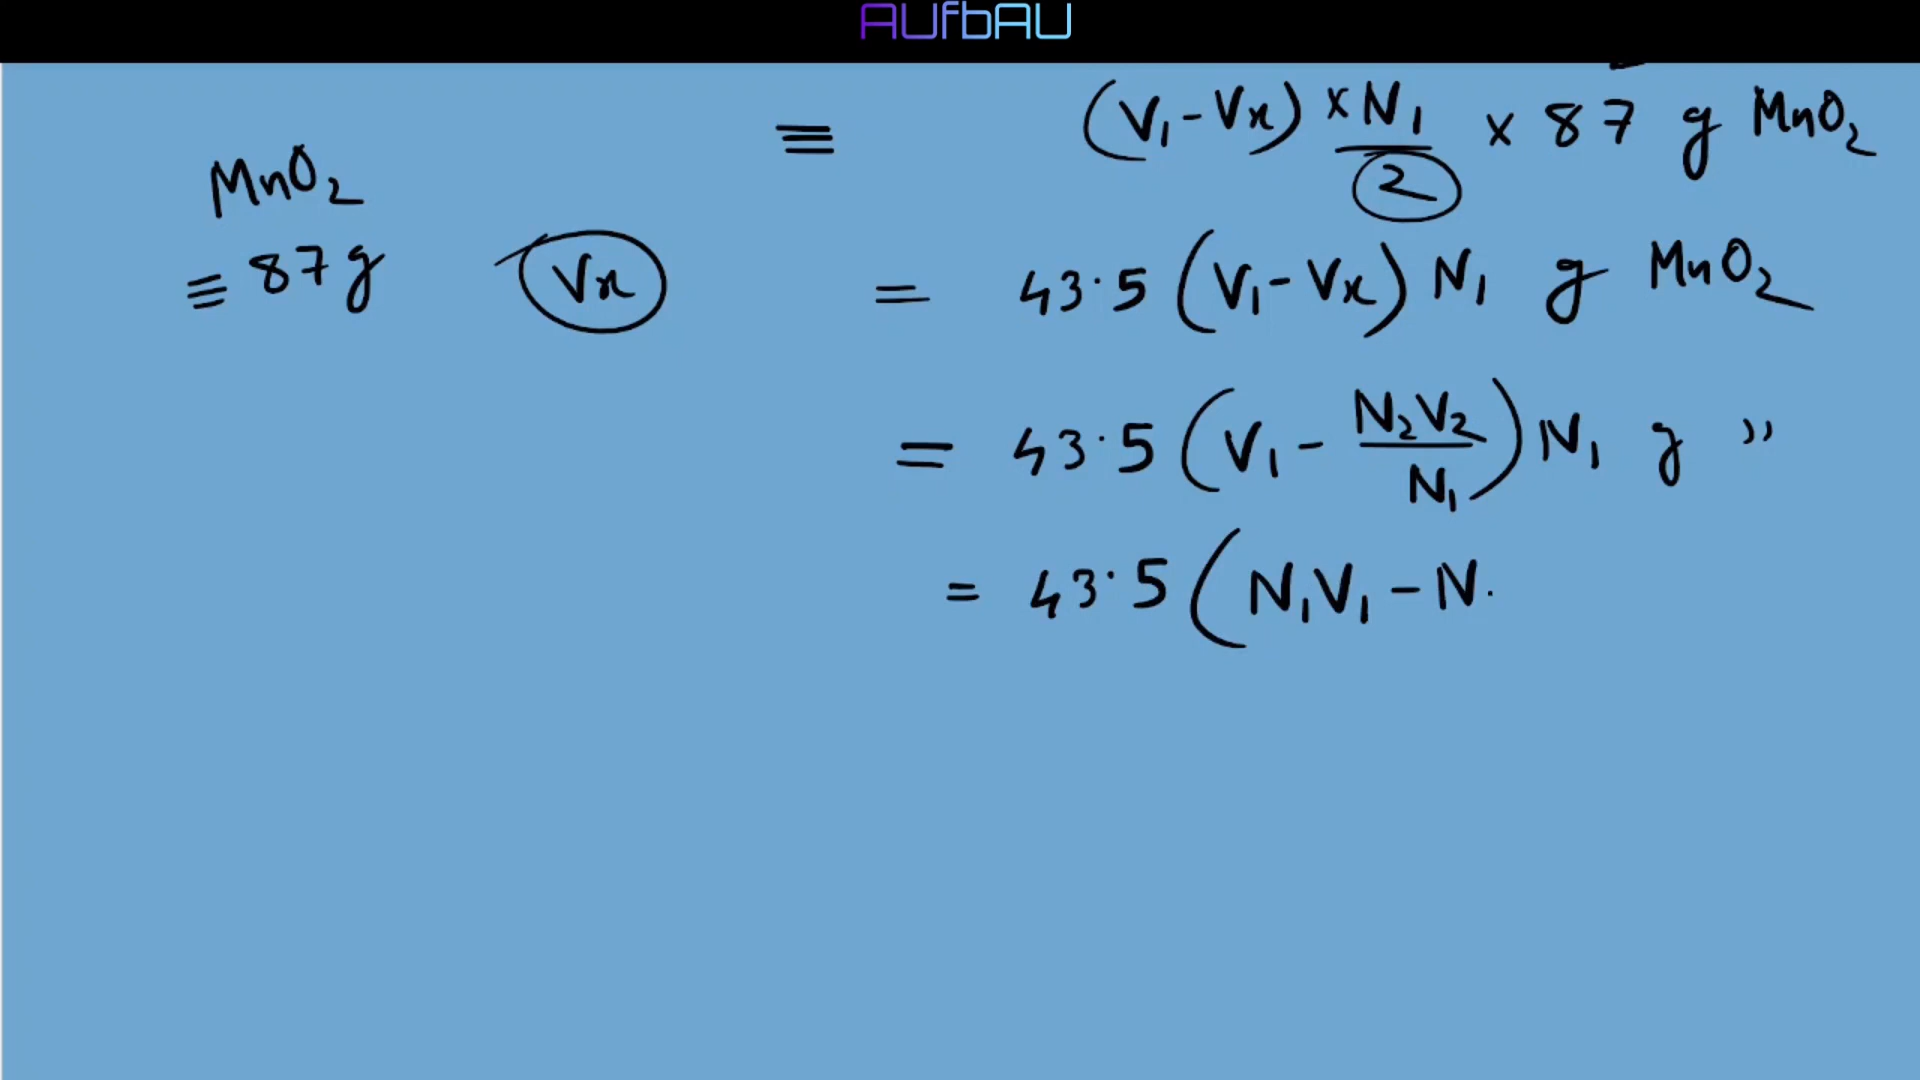 AUFbAU
≡ (V₁ - Vx) × N₁/2 × 87 g MnO₂
MnO₂
≡ 87 g
Vx
= 43.5 (V₁ - Vx) N₁ g MnO₂
= 43.5 (V₁ - N₂V₂/N₁) N₁ g ”
= 43.5 (N₁V₁ - N.